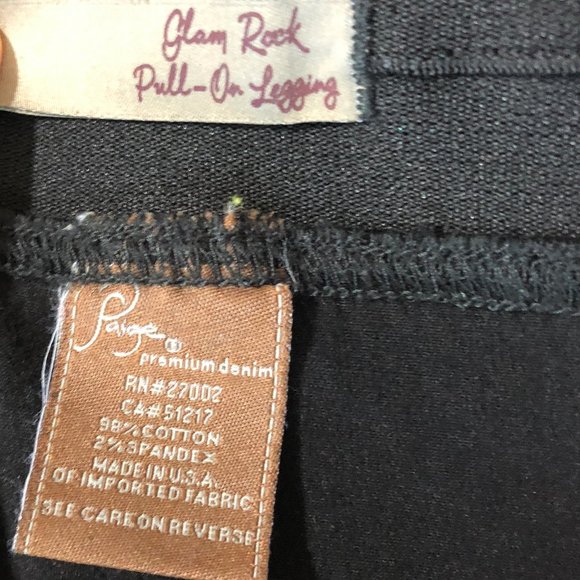 Glam Rock
Pull-On Legging
Paige®
premium denim
RN#27002
CA#51217
98% COTTON
2% SPANDEX
MADE IN U.S.A.
OF IMPORTED FABRIC
SEE CARE ON REVERSE